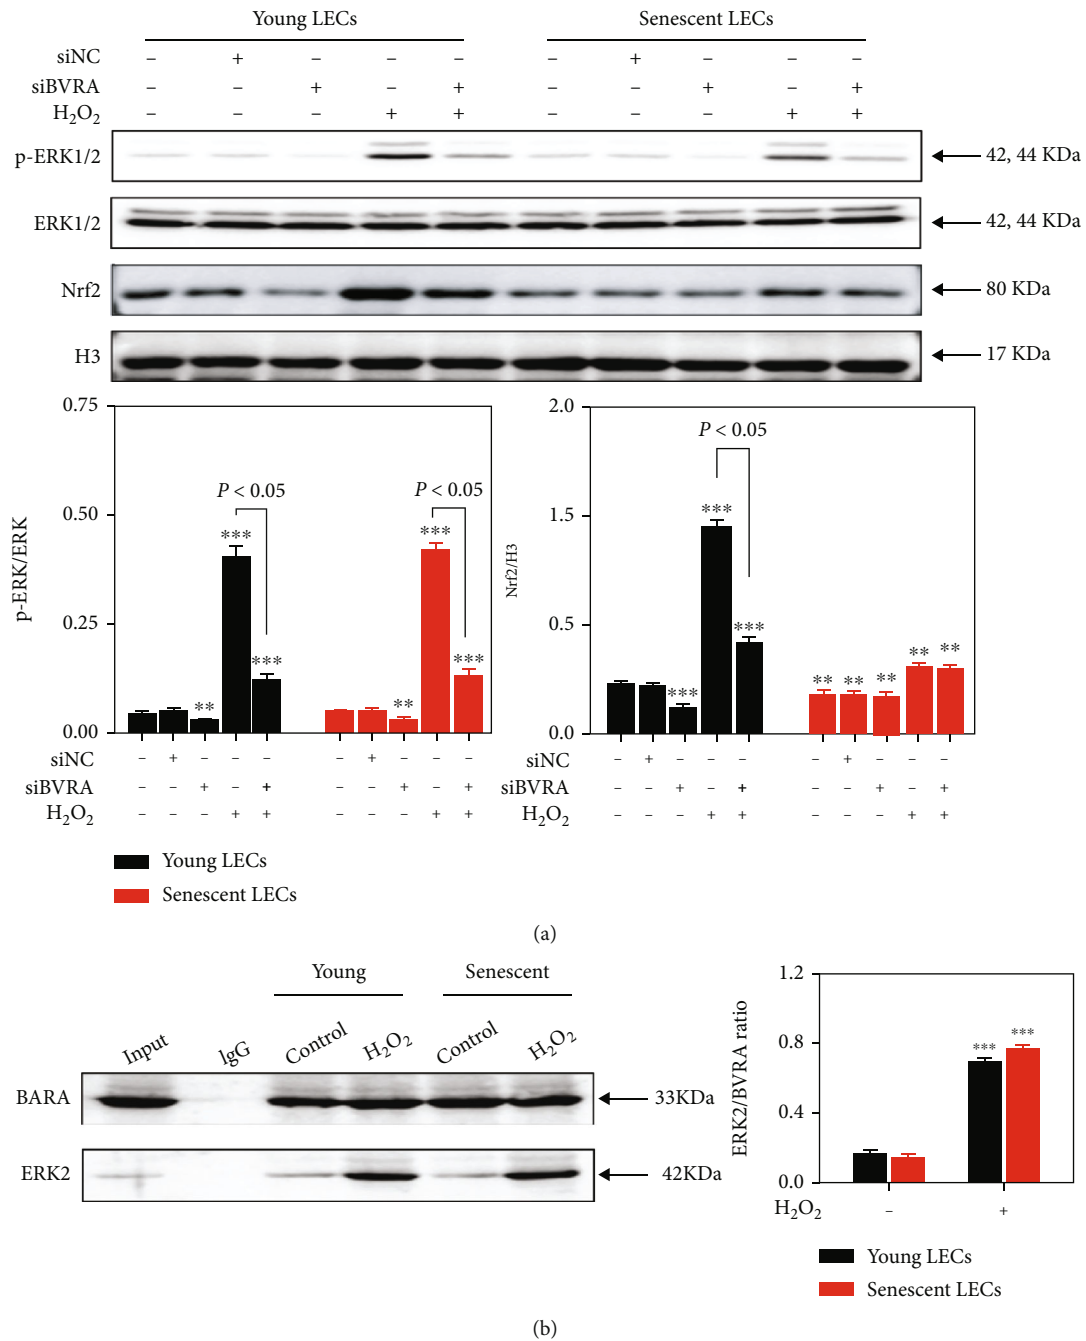 Young LECs Senescent LECs
siNC – + – – – – + – – –
siBVRA – – + – + – – + – +
H₂O₂ – – – + + – – – + +
p-ERK1/2 42, 44 KDa
ERK1/2 42, 44 KDa
Nrf2 80 KDa
H3 17 KDa
0.75
0.50
0.25
0.00
p-ERK/ERK
P < 0.05
P < 0.05
*** *** ** *** *** **
siNC – + – – – – + – – –
siBVRA – – + – + – – + – +
H₂O₂ – – – + + – – – + +
2.0
1.5
0.5
0.0
Nrf2/H3
P < 0.05
***
***
***
** ** ** ** **
siNC – + – – – – + – – –
siBVRA – – + – + – – + – +
H₂O₂ – – – + + – – – + +
Young LECs
Senescent LECs
(a)
Young Senescent
Input IgG Control H₂O₂ Control H₂O₂
BARA 33KDa
ERK2 42KDa
1.2
0.8
0.4
0.0
ERK2/BVRA ratio
*** ***
H₂O₂ – +
Young LECs
Senescent LECs
(b)